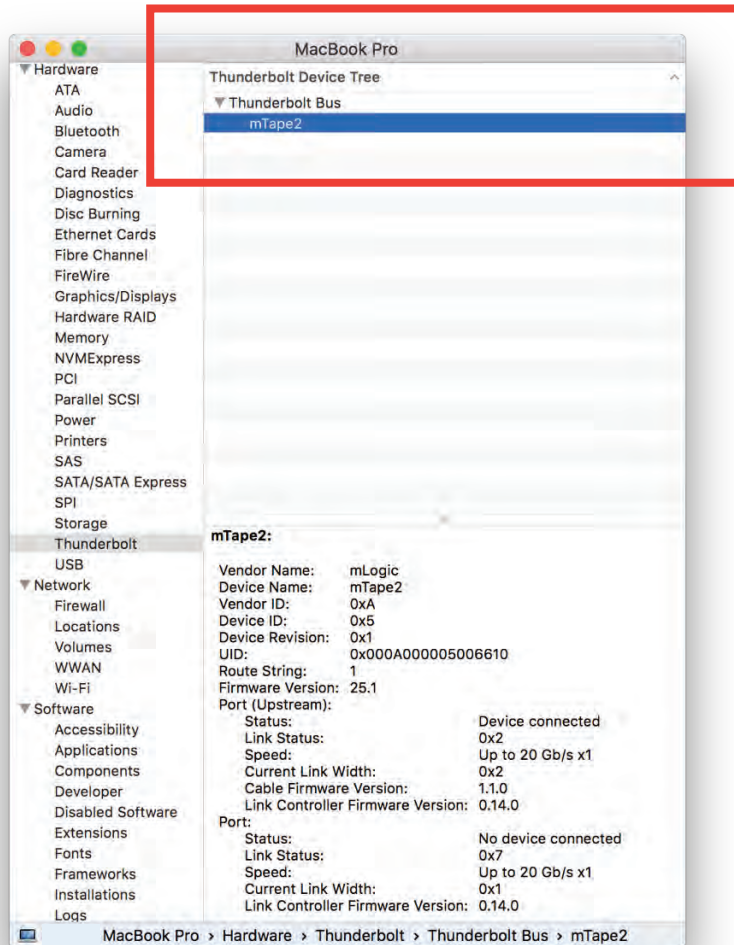 MacBook Pro
Hardware
ATA
Audio
Bluetooth
Camera
Card Reader
Diagnostics
Disc Burning
Ethernet Cards
Fibre Channel
FireWire
Graphics/Displays
Hardware RAID
Memory
NVMExpress
PCI
Parallel SCSI
Power
Printers
SAS
SATA/SATA Express
SPI
Storage
Thunderbolt
USB
Network
Firewall
Locations
Volumes
WWAN
Wi-Fi
Software
Accessibility
Applications
Components
Developer
Disabled Software
Extensions
Fonts
Frameworks
Installations
Logs
Thunderbolt Device Tree
Thunderbolt Bus
mTape2
mTape2:
Vendor Name: mLogic
Device Name: mTape2
Vendor ID: 0xA
Device ID: 0x5
Device Revision: 0x1
UID: 0x000A000005006610
Route String: 1
Firmware Version: 25.1
Port (Upstream):
Status: Device connected
Link Status: 0x2
Speed: Up to 20 Gb/s x1
Current Link Width: 0x2
Cable Firmware Version: 1.1.0
Link Controller Firmware Version: 0.14.0
Port:
Status: No device connected
Link Status: 0x7
Speed: Up to 20 Gb/s x1
Current Link Width: 0x1
Link Controller Firmware Version: 0.14.0
MacBook Pro › Hardware › Thunderbolt › Thunderbolt Bus › mTape2